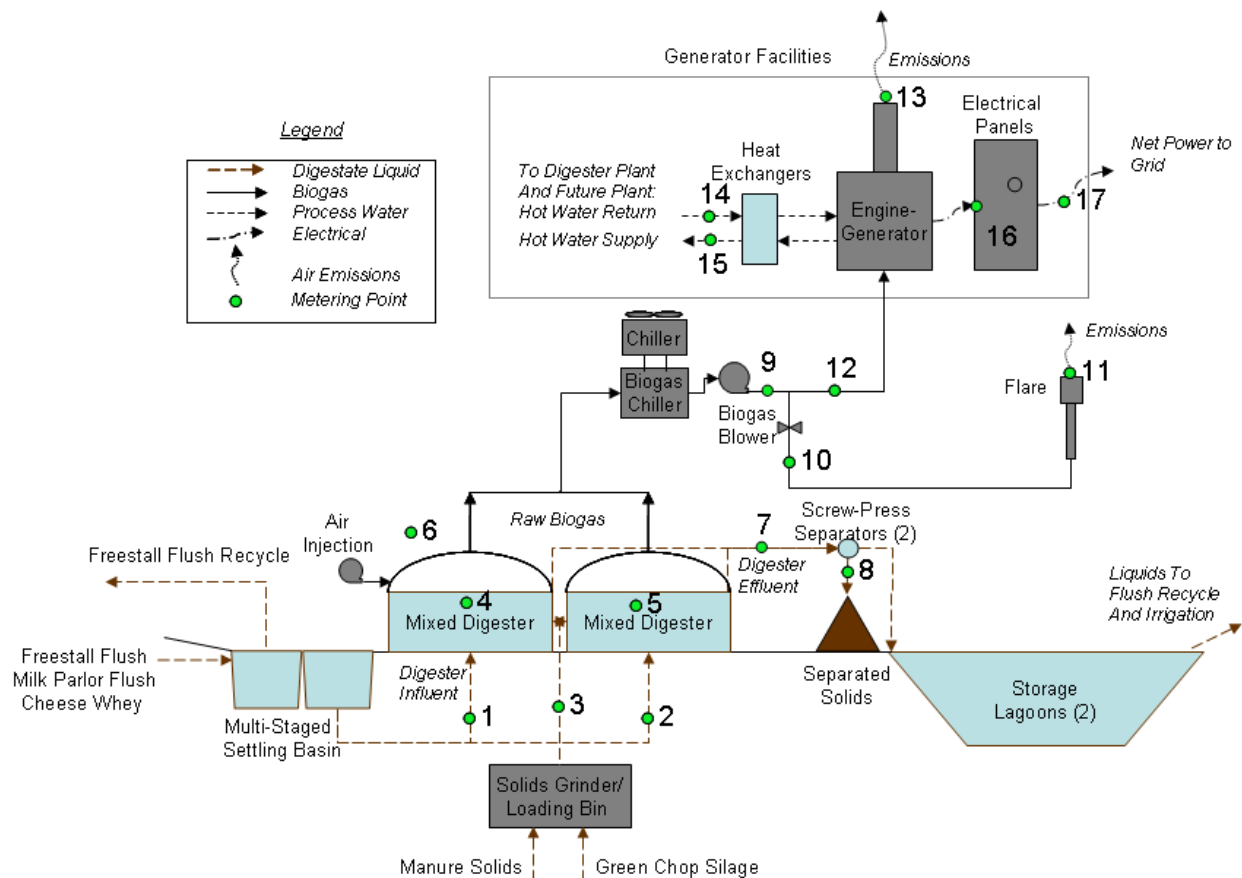 Generator Facilities
Emissions
13
Electrical
Panels
Net Power to
Grid
Legend
Digestate Liquid
Biogas
Process Water
Electrical
Air Emissions
Metering Point
To Digester Plant
And Future Plant:
Hot Water Return
Hot Water Supply
14
15
Heat
Exchangers
Engine-
Generator
16
17
Chiller
Biogas
Chiller
9
12
Biogas
Blower
10
Emissions
11
Flare
Air
Injection
6
Raw Biogas
7
Screw-Press
Separators (2)
Digester
Effluent
8
Freestall Flush Recycle
4
Mixed Digester
5
Mixed Digester
Liquids To
Flush Recycle
And Irrigation
Freestall Flush
Milk Parlor Flush
Cheese Whey
Digester
Influent
Multi-Staged
Settling Basin
1
3
2
Separated
Solids
Storage
Lagoons (2)
Solids Grinder/
Loading Bin
Manure Solids
Green Chop Silage